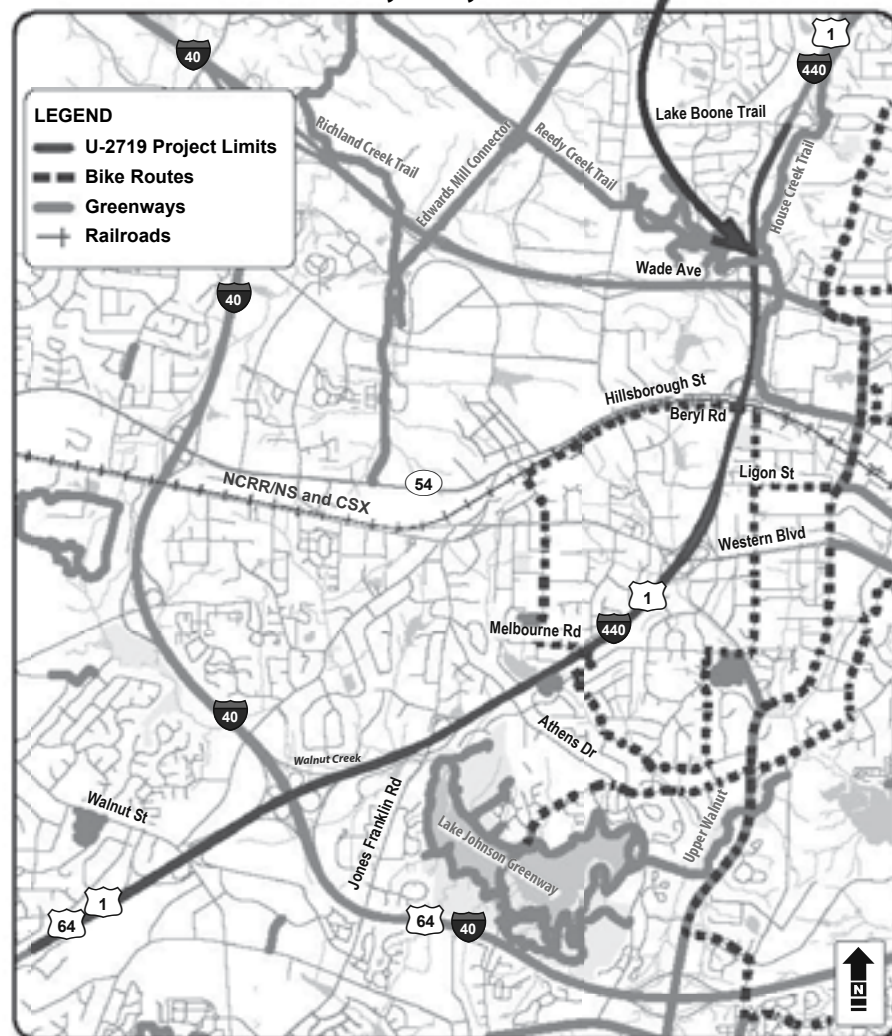 1
40
440
LEGEND
U-2719 Project Limits
Bike Routes
Greenways
Railroads
Lake Boone Trail
Richland Creek Trail
Edwards Mill Connector
Reedy Creek Trail
House Creek Trail
Wade Ave
40
Hillsborough St
Beryl Rd
54
Ligon St
NCRR/NS and CSX
Western Blvd
1
440
Melbourne Rd
40
Athens Dr
Walnut Creek
Jones Franklin Rd
Walnut St
Upper Walnut
Lake Johnson Greenway
1
64
64
40
N